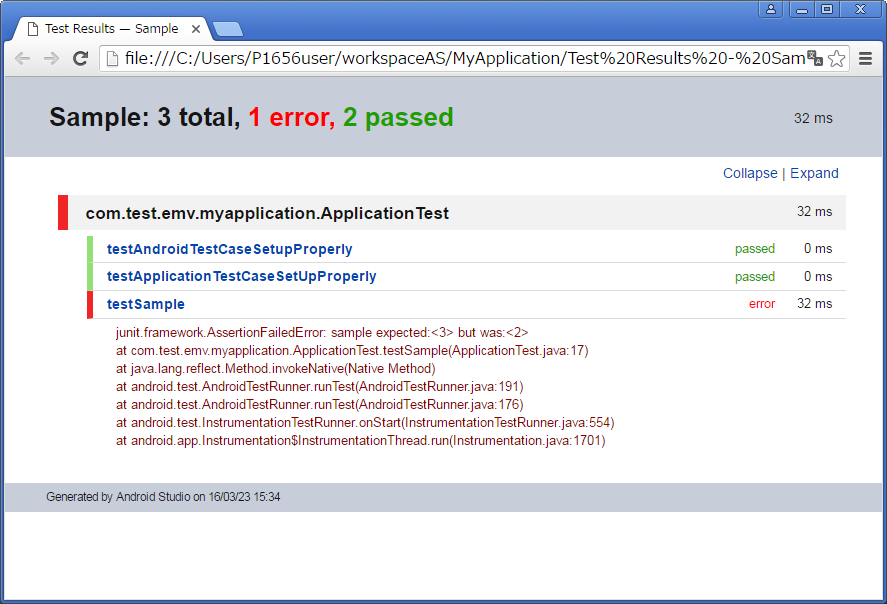 Test Results — Sample
file:///C:/Users/P1656user/workspaceAS/MyApplication/Test%20Results%20-%20Sam
Sample: 3 total, 1 error, 2 passed 32 ms
Collapse | Expand
com.test.emv.myapplication.ApplicationTest 32 ms
testAndroidTestCaseSetupProperly passed 0 ms
testApplicationTestCaseSetUpProperly passed 0 ms
testSample error 32 ms
junit.framework.AssertionFailedError: sample expected:<3> but was:<2>
at com.test.emv.myapplication.ApplicationTest.testSample(ApplicationTest.java:17)
at java.lang.reflect.Method.invokeNative(Native Method)
at android.test.AndroidTestRunner.runTest(AndroidTestRunner.java:191)
at android.test.AndroidTestRunner.runTest(AndroidTestRunner.java:176)
at android.test.InstrumentationTestRunner.onStart(InstrumentationTestRunner.java:554)
at android.app.Instrumentation$InstrumentationThread.run(Instrumentation.java:1701)
Generated by Android Studio on 16/03/23 15:34